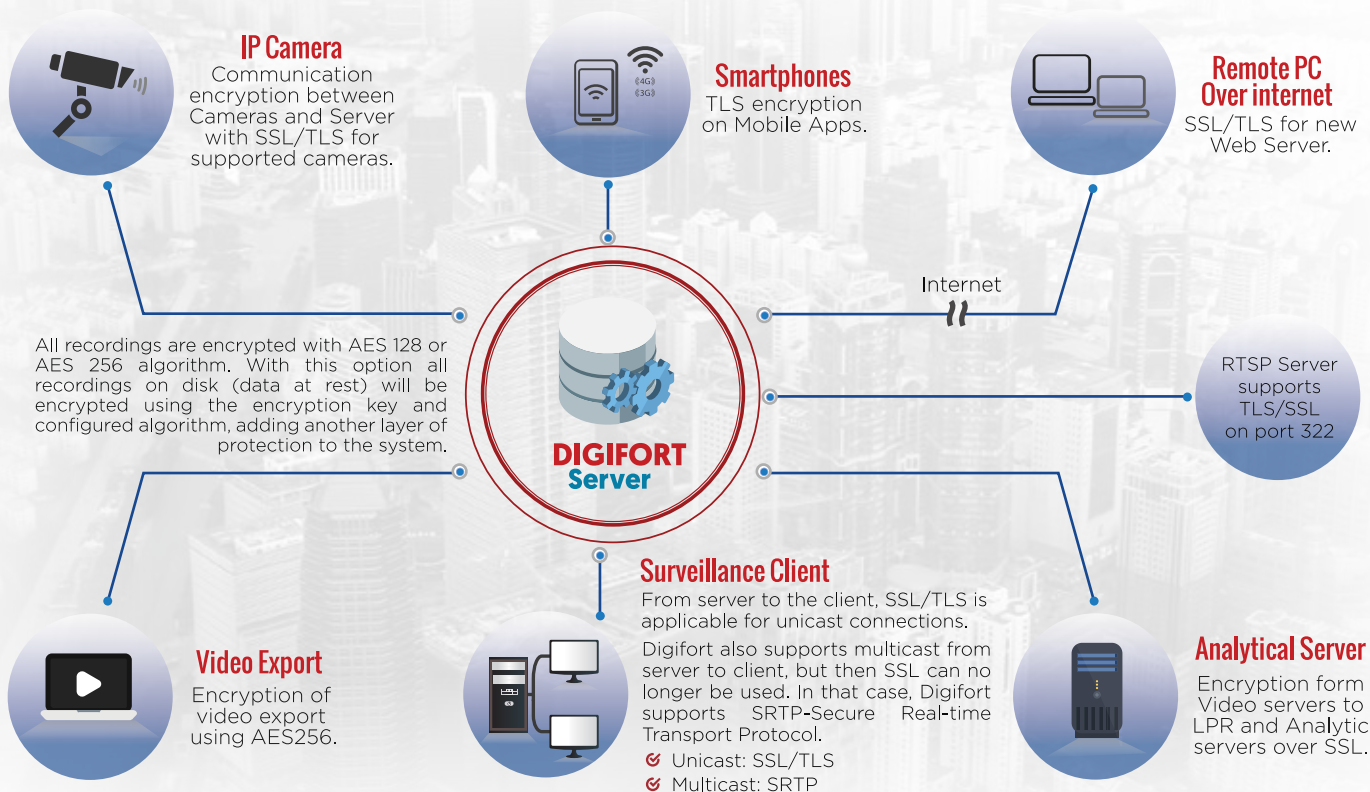 IP Camera
Communication
encryption between
Cameras and Server
with SSL/TLS for
supported cameras.
((4G))
((3G))
Smartphones
TLS encryption
on Mobile Apps.
Remote PC
Over internet
SSL/TLS for new
Web Server.
Internet
All recordings are encrypted with AES 128 or
AES 256 algorithm. With this option all
recordings on disk (data at rest) will be
encrypted using the encryption key and
configured algorithm, adding another layer of
protection to the system.
DIGIFORT
Server
RTSP Server
supports
TLS/SSL
on port 322
Video Export
Encryption of
video export
using AES256.
Surveillance Client
From server to the client, SSL/TLS is
applicable for unicast connections.
Digifort also supports multicast from
server to client, but then SSL can no
longer be used. In that case, Digifort
supports SRTP-Secure Real-time
Transport Protocol.
Unicast: SSL/TLS
Multicast: SRTP
Analytical Server
Encryption form
Video servers to
LPR and Analytic
servers over SSL.